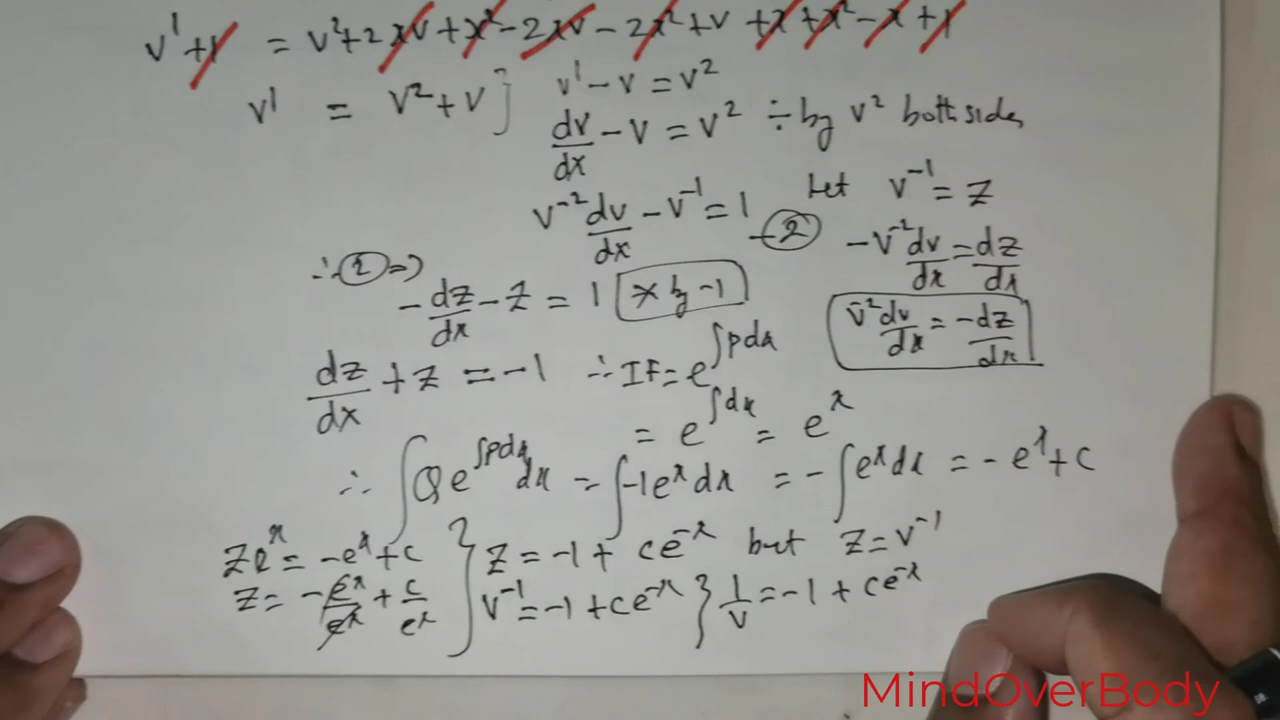 v' + 1 = v² + 2xv + x² - 2xv - 2x² + v + x + x² - x + 1
v' = v² + v } v' - v = v²
dv/dx - v = v² ÷ by v² both sides
v⁻² dv/dx - v⁻¹ = 1 -② Let v⁻¹ = z
-v⁻² dv/dx = dz/dx
∴ ② ⇒ -dz/dx - z = 1 × by -1
v⁻² dv/dx = -dz/dx
dz/dx + z = -1 ∴ IF = e^∫pdx
= e^∫dx = e^x
∴ ∫Qe^∫pdx dx = ∫-1e^x dx = -∫e^x dx = -e^x + c
ze^x = -e^x + c } z = -1 + ce^-x but z = v⁻¹
z = -e^x/e^x + c/e^x } v⁻¹ = -1 + ce^-x } 1/v = -1 + ce^-x
MindOverBody